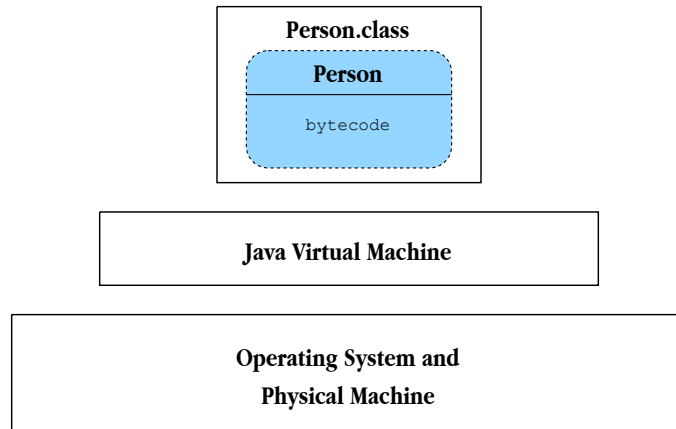 Person.class
Person
bytecode
Java Virtual Machine
Operating System and
Physical Machine